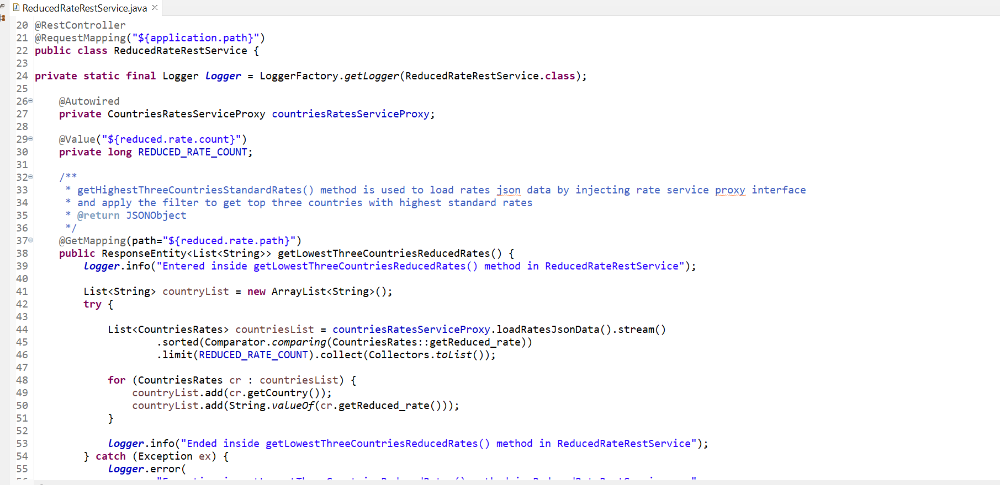 ReducedRateRestService.java
20 @RestController
21 @RequestMapping("${application.path}")
22 public class ReducedRateRestService {
23
24 private static final Logger logger = LoggerFactory.getLogger(ReducedRateRestService.class);
25
26 @Autowired
27 private CountriesRatesServiceProxy countriesRatesServiceProxy;
28
29 @Value("${reduced.rate.count}")
30 private long REDUCED_RATE_COUNT;
31
32 /**
33 * getHighestThreeCountriesStandardRates() method is used to load rates json data by injecting rate service proxy interface
34 * and apply the filter to get top three countries with highest standard rates
35 * @return JSONObject
36 */
37 @GetMapping(path="${reduced.rate.path}")
38 public ResponseEntity<List<String>> getLowestThreeCountriesReducedRates() {
39 logger.info("Entered inside getLowestThreeCountriesReducedRates() method in ReducedRateRestService");
40
41 List<String> countryList = new ArrayList<String>();
42 try {
43
44 List<CountriesRates> countriesList = countriesRatesServiceProxy.loadRatesJsonData().stream()
45 .sorted(Comparator.comparing(CountriesRates::getReduced_rate))
46 .limit(REDUCED_RATE_COUNT).collect(Collectors.toList());
47
48 for (CountriesRates cr : countriesList) {
49 countryList.add(cr.getCountry());
50 countryList.add(String.valueOf(cr.getReduced_rate()));
51 }
52
53 logger.info("Ended inside getLowestThreeCountriesReducedRates() method in ReducedRateRestService");
54 } catch (Exception ex) {
55 logger.error(